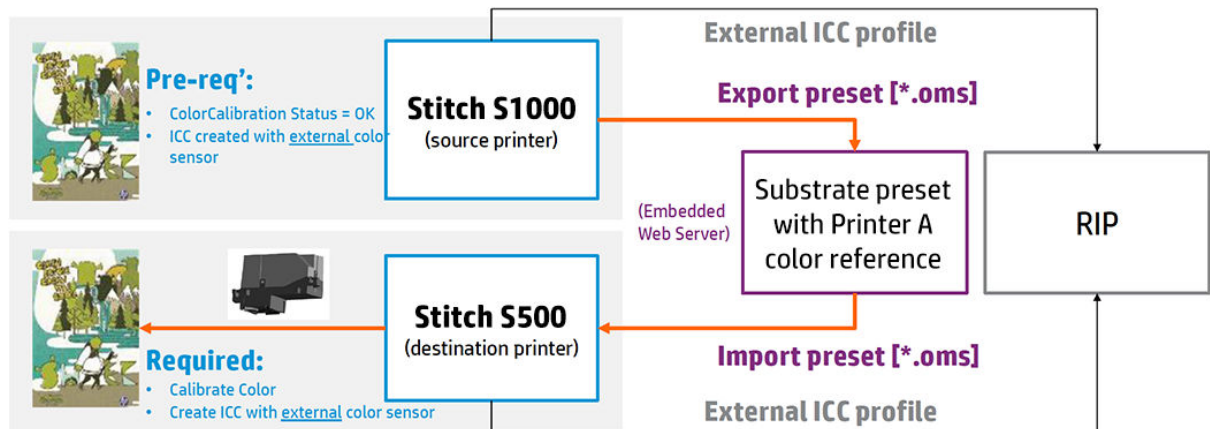 External ICC profile
Pre-req’:
• ColorCalibration Status = OK
• ICC created with external color
sensor
Stitch S1000
(source printer)
Export preset [*.oms]
(Embedded
Web Server)
Substrate preset
with Printer A
color reference
RIP
Stitch S500
(destination printer)
Required:
• Calibrate Color
• Create ICC with external color sensor
Import preset [*.oms]
External ICC profile